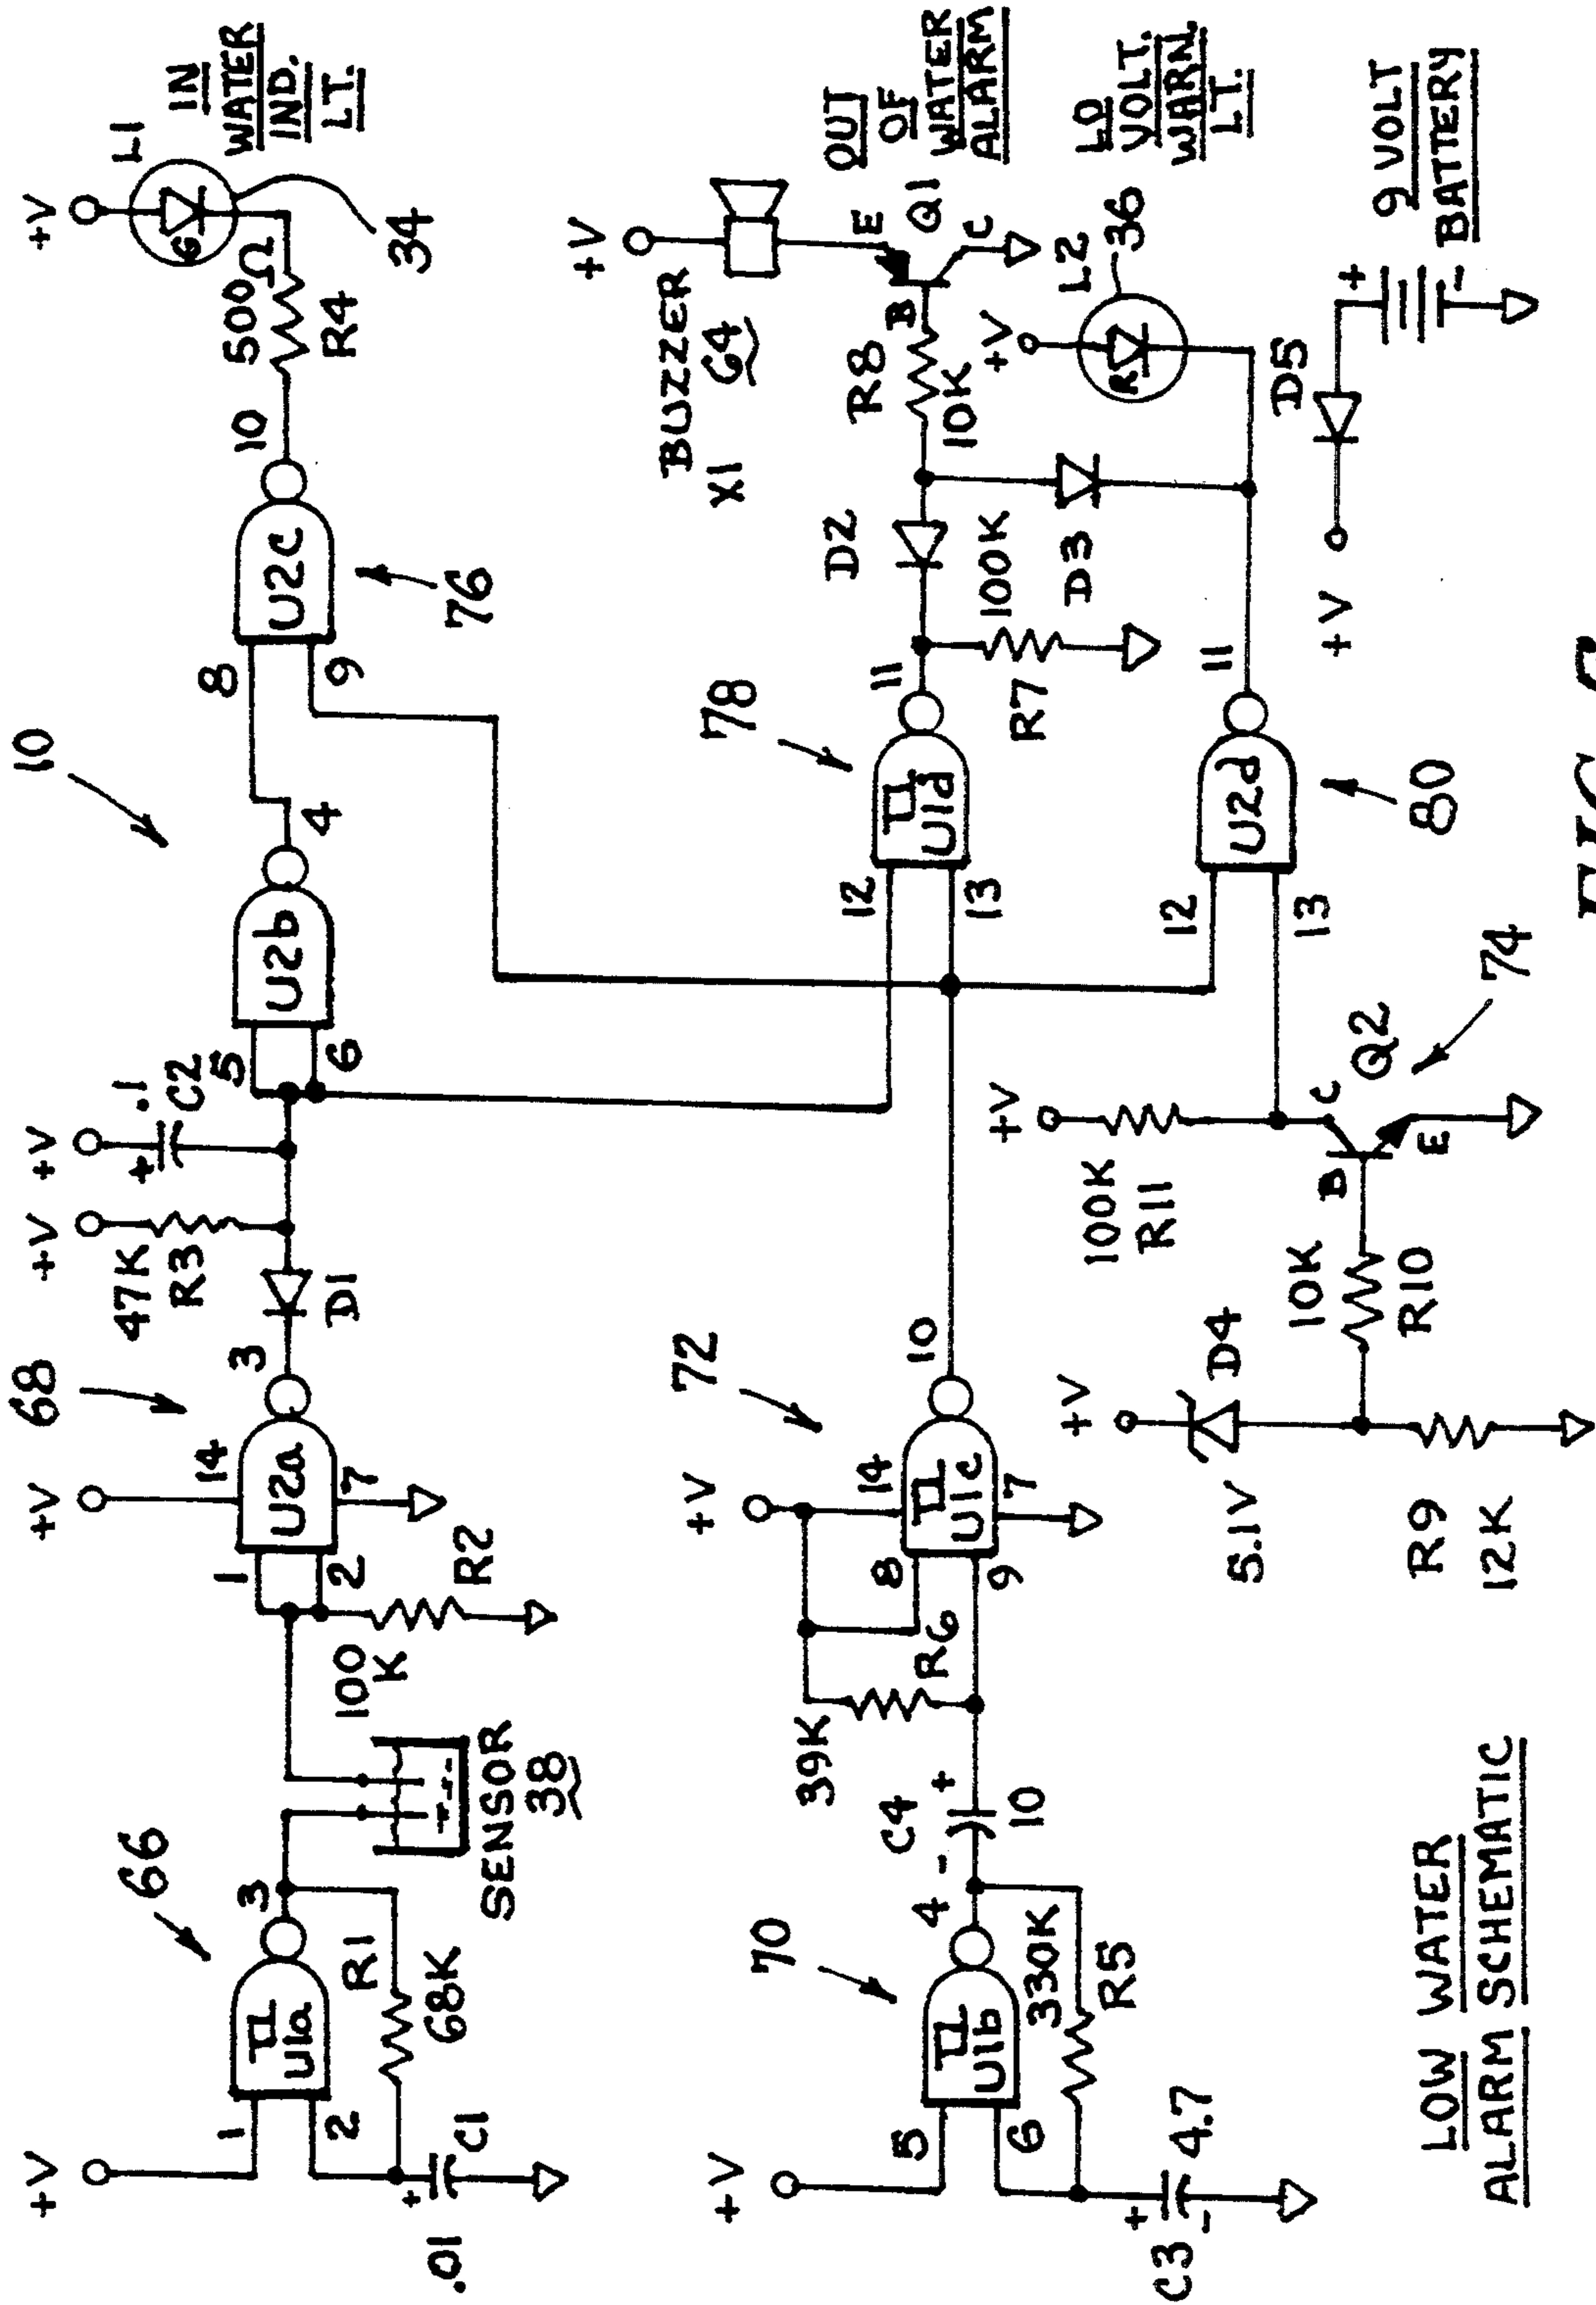 +V
1
2
U1a
3
66
R1
68K
.01
+
C1
SENSOR
38
100
K
R2
+V
1
2
14
7
U2a
3
68
D1
47K
R3
+V
+V
+
.1
C2
5
6
U2b
4
10
8
9
U2c
10
76
500Ω
R4
+V
L1
G
34
IN
WATER
IND.
LT.
+V
5
6
U1b
4
70
330K
R5
C3
+
-
4.7
C4
-
+
10
39K
R6
+V
8
9
14
7
U1c
10
72
12
13
U1d
11
78
R7
100K
D2
D3
R8
10K
BUZZER
X1
64
+V
E
B
C
Q1
OUT
OF
WATER
ALARM
+V
D4
5.1V
R9
12K
10K
R10
100K
R11
+V
B
C
E
Q2
74
12
13
U2d
11
80
+V
L2
R
36
LO
VOLT.
WARN.
LT.
+V
D5
+
-
9 VOLT
BATTERY
LOW WATER
ALARM SCHEMATIC